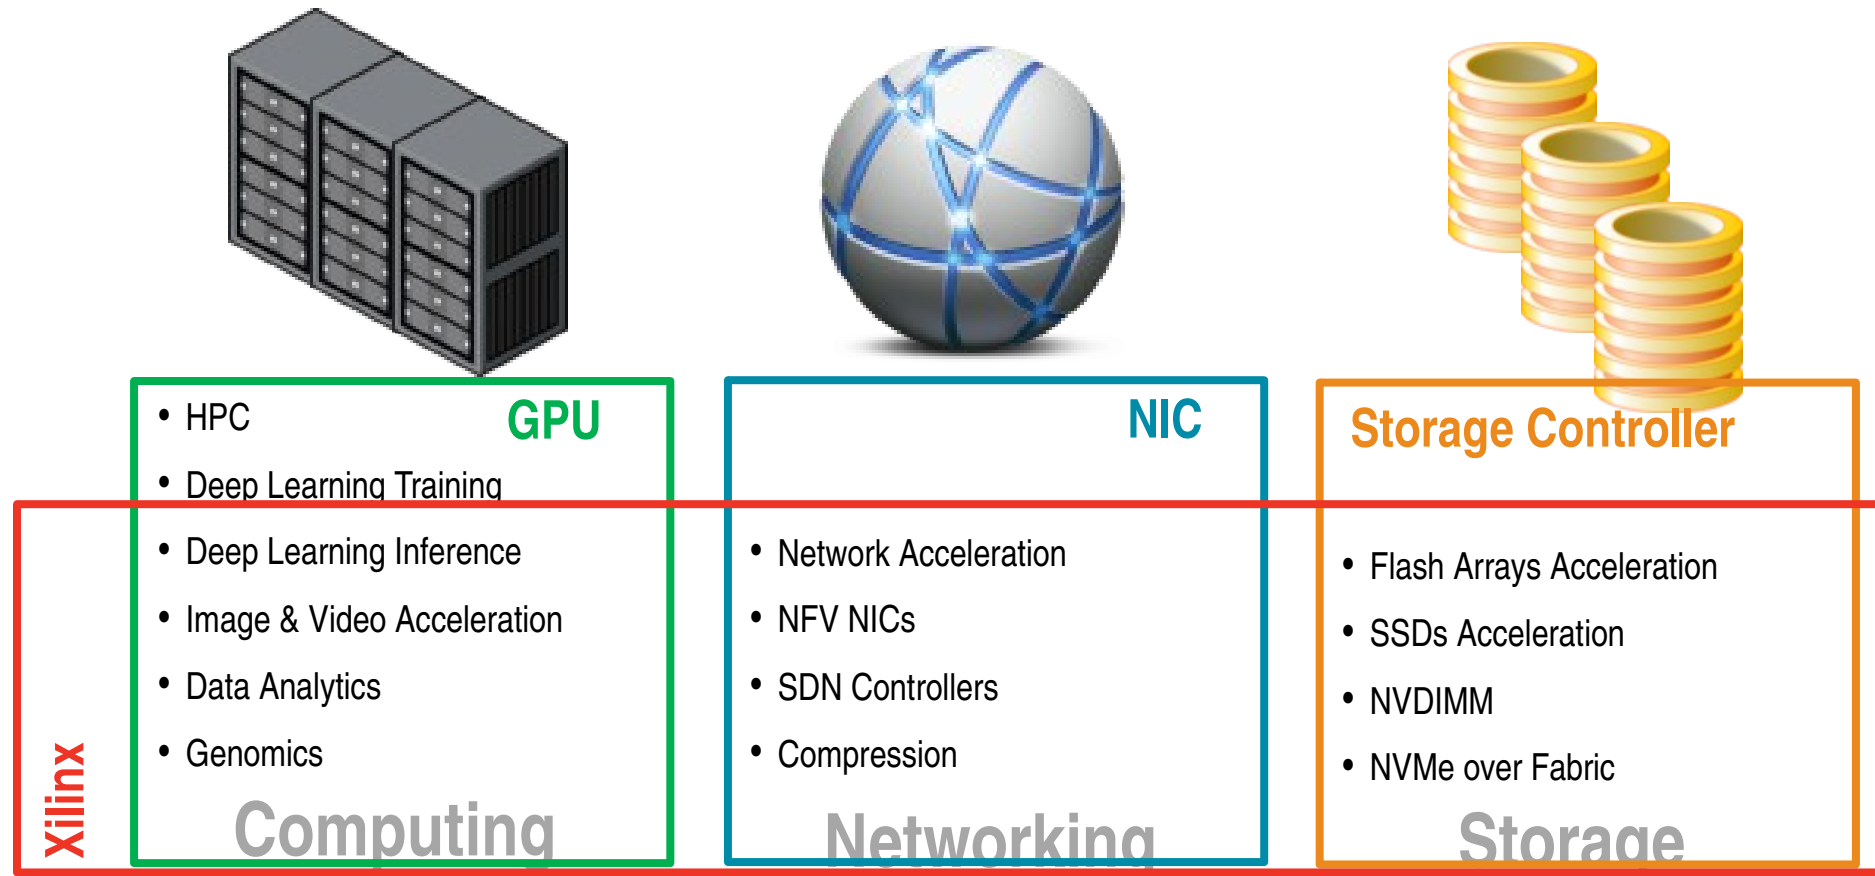 • HPC
GPU
• Deep Learning Training
• Deep Learning Inference
• Image & Video Acceleration
• Data Analytics
• Genomics
Computing
NIC
• Network Acceleration
• NFV NICs
• SDN Controllers
• Compression
Networking
Storage Controller
• Flash Arrays Acceleration
• SSDs Acceleration
• NVDIMM
• NVMe over Fabric
Storage
Xilinx